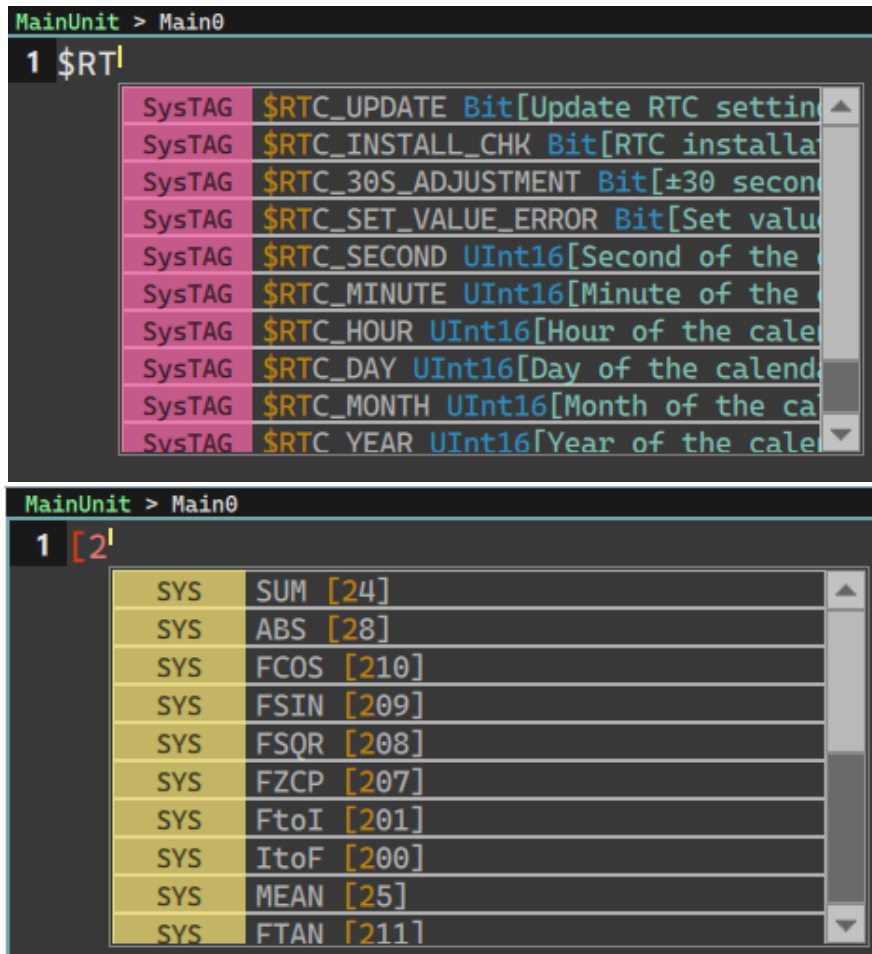 MainUnit > Main0
1 $RT
SysTAG $RTC_UPDATE Bit[Update RTC settin
SysTAG $RTC_INSTALL_CHK Bit[RTC installa
SysTAG $RTC_30S_ADJUSTMENT Bit[±30 secon
SysTAG $RTC_SET_VALUE_ERROR Bit[Set valu
SysTAG $RTC_SECOND UInt16[Second of the
SysTAG $RTC_MINUTE UInt16[Minute of the
SysTAG $RTC_HOUR UInt16[Hour of the cale
SysTAG $RTC_DAY UInt16[Day of the calend
SysTAG $RTC_MONTH UInt16[Month of the ca
SysTAG $RTC_YEAR UInt16[Year of the cale
MainUnit > Main0
1 [2
SYS SUM [24]
SYS ABS [28]
SYS FCOS [210]
SYS FSIN [209]
SYS FSQR [208]
SYS FZCP [207]
SYS FtoI [201]
SYS ItoF [200]
SYS MEAN [25]
SYS FTAN [211]